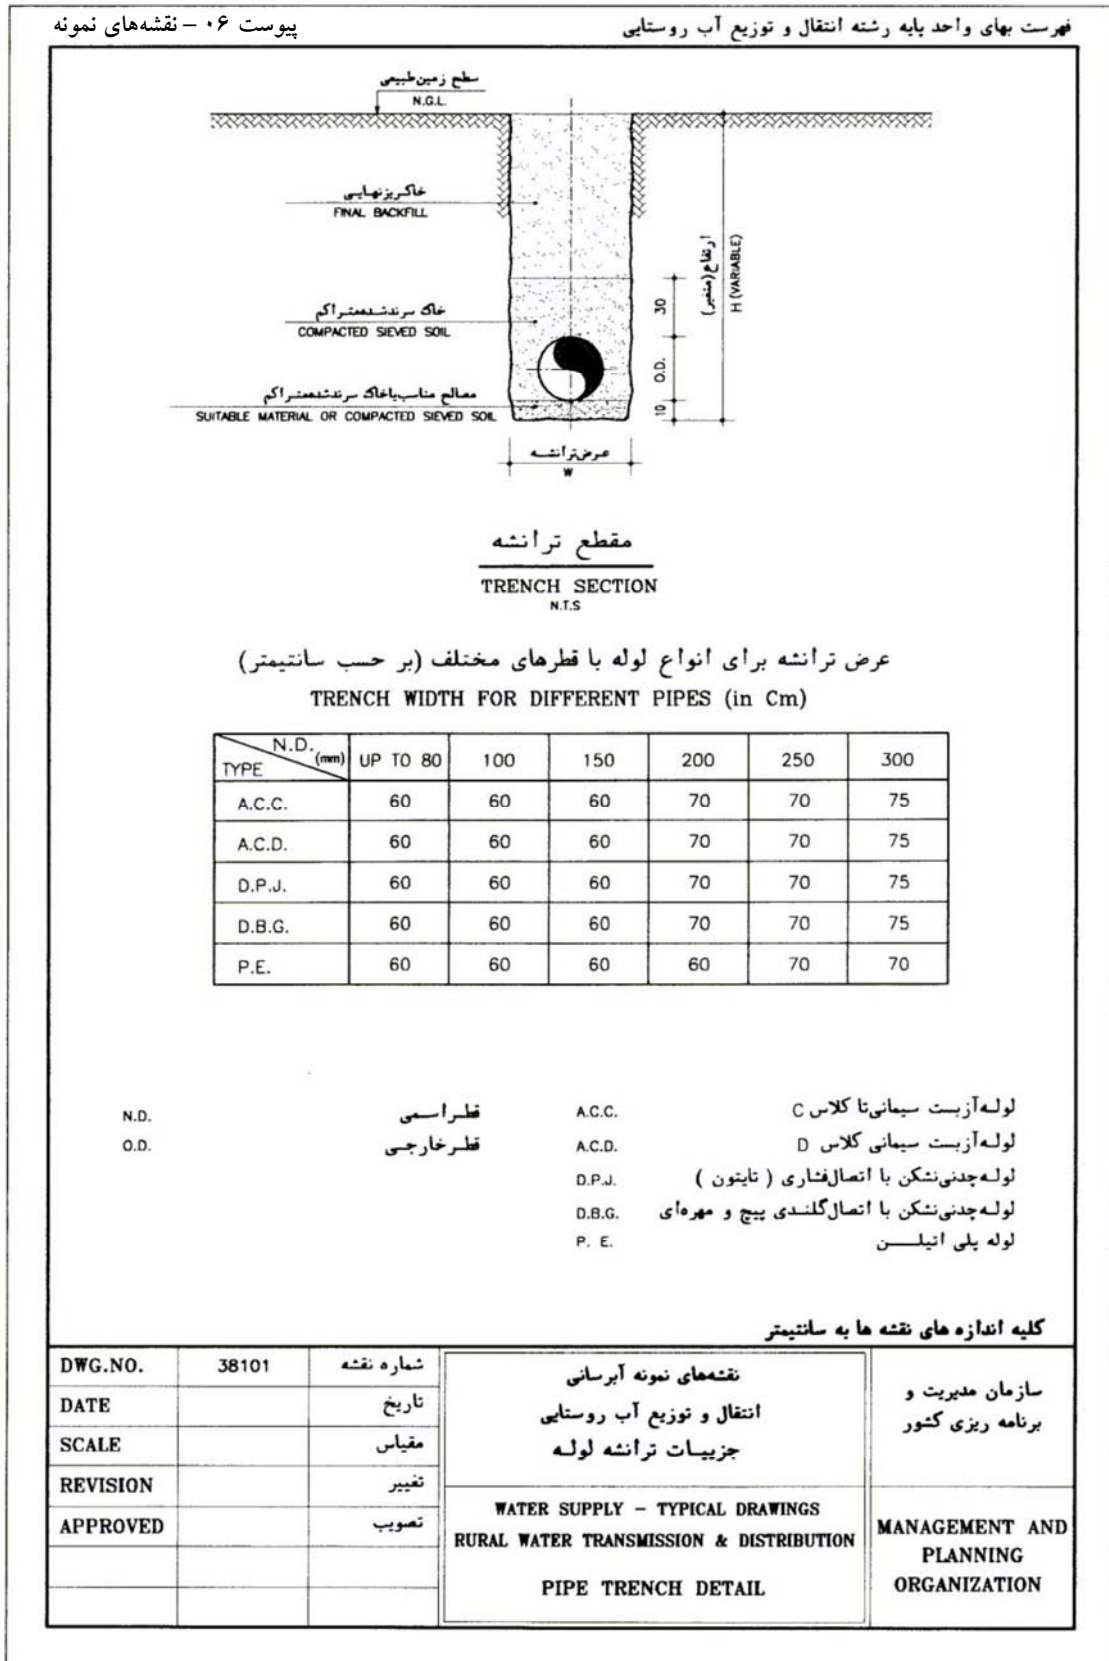 فهرست بهای واحد پایه رشته انتقال و توزیع آب روستایی
پیوست ۰۶ – نقشه‌های نمونه
سطح زمین طبیعی
N.G.L.
خاکریز نهایی
FINAL BACKFILL
خاک سرند شده متراکم
COMPACTED SIEVED SOIL
مصالح مناسب یا خاک سرند شده متراکم
SUITABLE MATERIAL OR COMPACTED SIEVED SOIL
30
O.D.
10
ارتفاع (متغیر)
H (VARIABLE)
عرض ترانشه
W
مقطع ترانشه
TRENCH SECTION
N.T.S
عرض ترانشه برای انواع لوله با قطرهای مختلف (بر حسب سانتیمتر)
TRENCH WIDTH FOR DIFFERENT PIPES (in Cm)
TYPE N.D. (mm) UP TO 80 100 150 200 250 300
A.C.C. 60 60 60 70 70 75
A.C.D. 60 60 60 70 70 75
D.P.J. 60 60 60 70 70 75
D.B.G. 60 60 60 70 70 75
P.E. 60 60 60 60 70 70
لوله آزبست سیمانی تا کلاس C A.C.C. قطر اسمی N.D.
لوله آزبست سیمانی کلاس D A.C.D. قطر خارجی O.D.
لوله چدنی نشکن با اتصال فشاری ( تایتون ) D.P.J.
لوله چدنی نشکن با اتصال گلندی پیچ و مهره‌ای D.B.G.
لوله پلی اتیلن P. E.
کلیه اندازه های نقشه ها به سانتیمتر
DWG.NO. 38101 شماره نقشه
DATE تاریخ
SCALE مقیاس
REVISION تغییر
APPROVED تصویب
نقشه‌های نمونه آبرسانی
انتقال و توزیع آب روستایی
جزییات ترانشه لوله
WATER SUPPLY – TYPICAL DRAWINGS
RURAL WATER TRANSMISSION & DISTRIBUTION
PIPE TRENCH DETAIL
سازمان مدیریت و
برنامه ریزی کشور
MANAGEMENT AND
PLANNING
ORGANIZATION